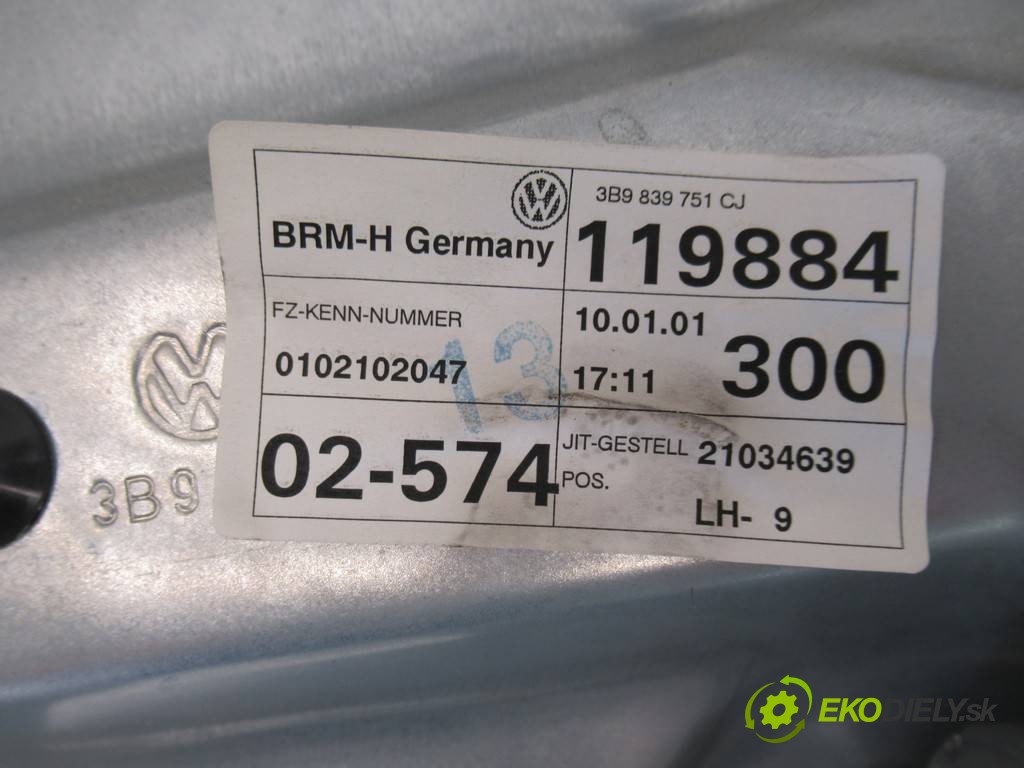 3B9 839 751 CJ
BRM-H Germany
119884
FZ-KENN-NUMMER
0102102047
13
10.01.01
17:11
300
02-574
JIT-GESTELL 21034639
POS.
LH- 9
3B9
EKODIELY.sk